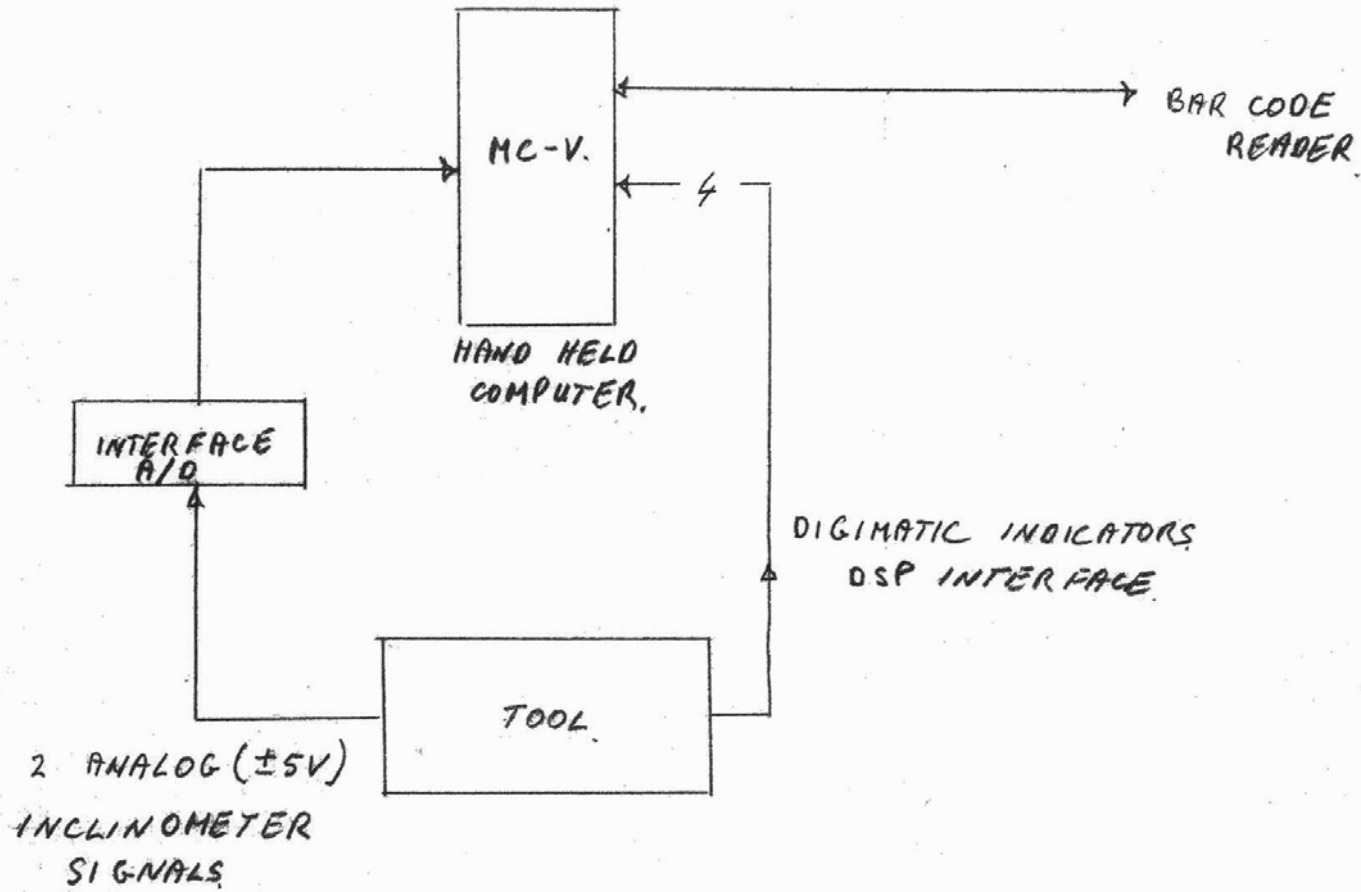 MC-V.
BAR CODE
READER.
4
HAND HELD
COMPUTER.
INTERFACE
A/D
DIGIMATIC INDICATORS
DSP INTERFACE.
TOOL.
2 ANALOG (±5V)
INCLINOMETER
SIGNALS